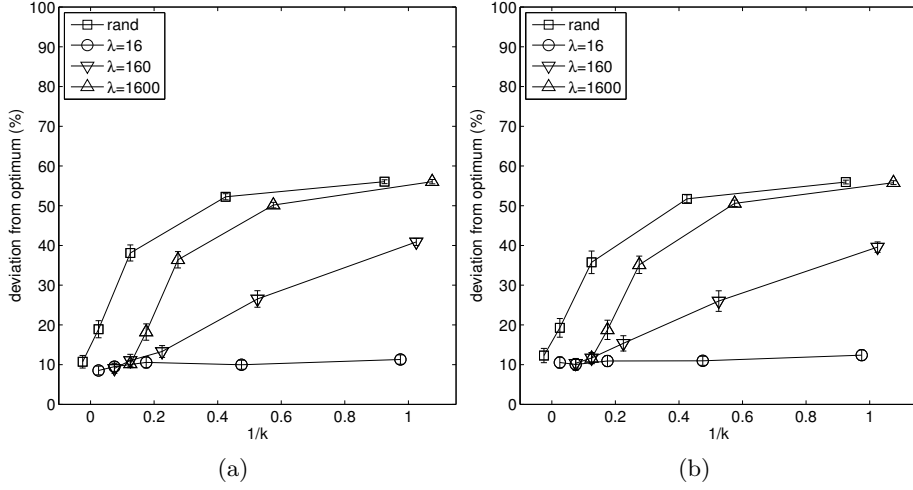 100
90
80
70
60
50
40
30
20
10
0
deviation from optimum (%)
rand
λ=16
λ=160
λ=1600
0 0.2 0.4 0.6 0.8 1
1/k
(a)
100
90
80
70
60
50
40
30
20
10
0
deviation from optimum (%)
rand
λ=16
λ=160
λ=1600
0 0.2 0.4 0.6 0.8 1
1/k
(b)